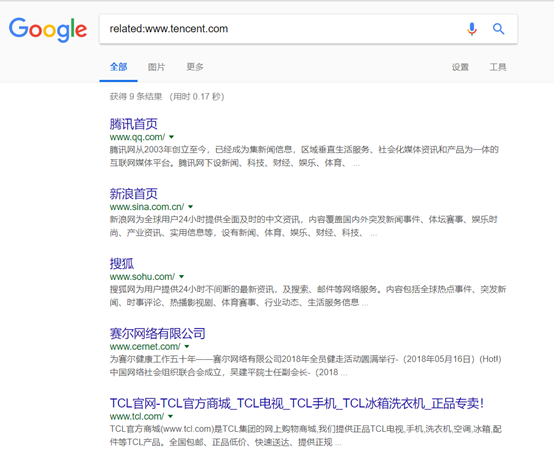 Google
related:www.tencent.com
全部 图片 更多 设置 工具
获得 9 条结果 （用时 0.17 秒）
腾讯首页
www.qq.com/
腾讯网从2003年创立至今，已经成为集新闻信息，区域垂直生活服务、社会化媒体资讯和产品为一体的
互联网媒体平台。腾讯网下设新闻、科技、财经、娱乐、体育、 ...
新浪首页
www.sina.com.cn/
新浪网为全球用户24小时提供全面及时的中文资讯，内容覆盖国内外突发新闻事件、体坛赛事、娱乐时
尚、产业资讯、实用信息等，设有新闻、体育、娱乐、财经、科技、 ...
搜狐
www.sohu.com/
搜狐网为用户提供24小时不间断的最新资讯，及搜索、邮件等网络服务。内容包括全球热点事件、突发新
闻、时事评论、热播影视剧、体育赛事、行业动态、生活服务信息 ...
赛尔网络有限公司
www.cernet.com/
为赛尔健康工作五十年——赛尔网络有限公司2018年全员健走活动圆满举行-（2018年05月16日）(Hot!)
中国网络社会组织联合会成立，吴建平院士任副会长-（2018 ...
TCL官网-TCL官方商城_TCL电视_TCL手机_TCL冰箱洗衣机_正品专卖！
www.tcl.com/
TCL官方商城(www.tcl.com)是TCL集团的网上购物商城,我们提供正品TCL电视,手机,洗衣机,空调,冰箱,配
件等TCL产品。全国包邮、正品低价、快速送达、提供正规 ...